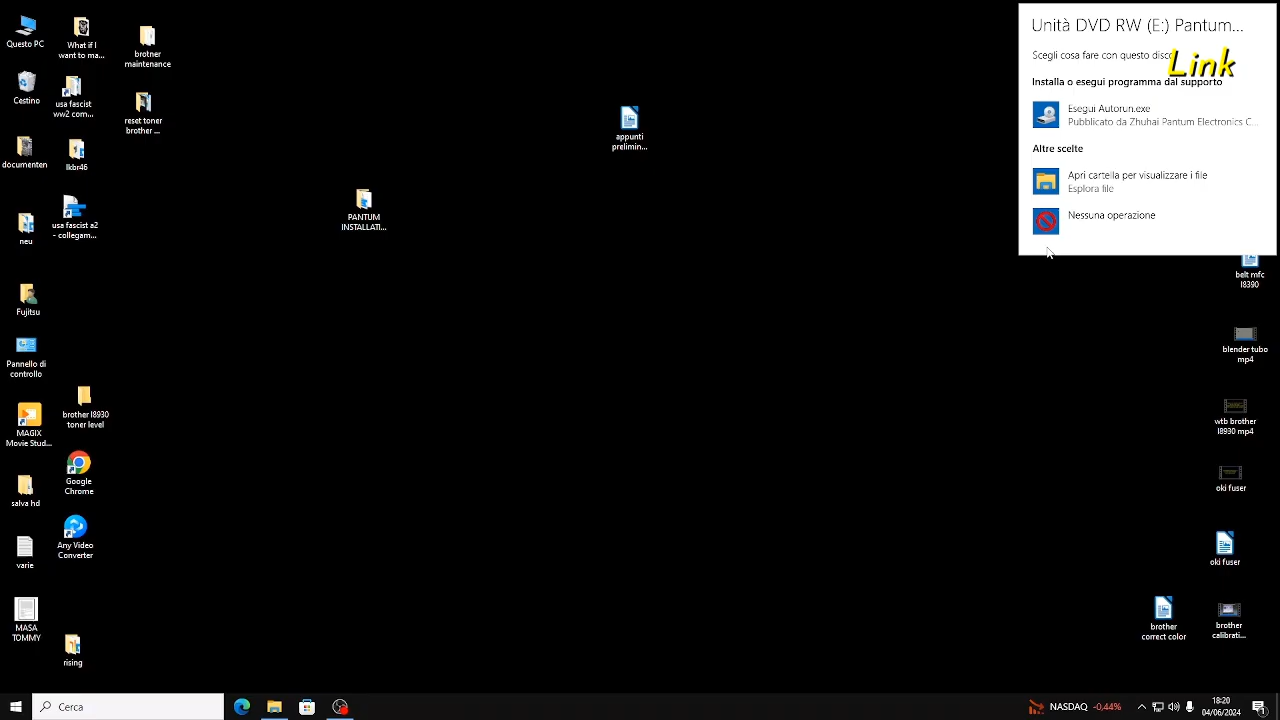 Questo PC
What if I
want to ma...
brotner
maintenance
Cestino
usa fascist
ww2 com...
reset toner
brother ...
documenten
lkbr46
neu
usa fascist a2
- collegam...
Fujitsu
Pannello di
controllo
brother l8930
toner level
MAGIX
Movie Stud...
Google
Chrome
salva hd
Any Video
Converter
varie
MASA
TOMMY
rising
PANTUM
INSTALLATI...
appunti
prelimin...
Unità DVD RW (E:) Pantum...
Scegli cosa fare con questo disco
Link
Installa o esegui programma dal supporto
Esegui Autorun.exe
Pubblicato da Zhuhai Pantum Electronics C...
Altre scelte
Apri cartella per visualizzare i file
Esplora file
Nessuna operazione
belt mfc
l8390
blender tubo
mp4
wtb brother
l8930 mp4
oki fuser
oki fuser
brother
correct color
brother
calibrati...
Cerca
NASDAQ -0,44%
18:20
04/06/2024
1